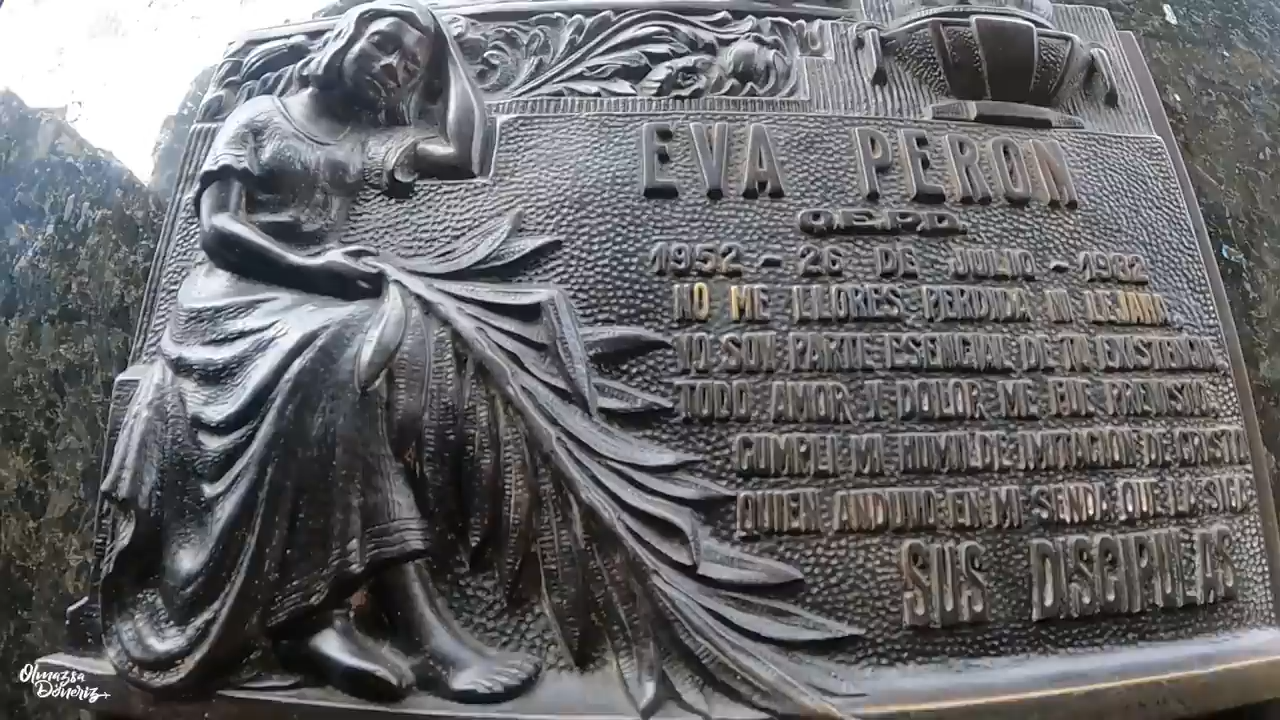 EVA PERON
Q.E.P.D.
1952 - 26 DE JULIO - 1982
NO ME LLORES PERDIDA NI LEJANA
YO SOY PARTE ESENCIAL DE TU EXISTENCIA
TODO AMOR Y DOLOR ME FUE PREVISTO
CUMPLI MI HUMILDE IMITACION DE CRISTO
QUIEN ANDUVO EN MI SENDA QUE LA SIGA
SUS DISCIPULAS
Olmazsa
Döneriz